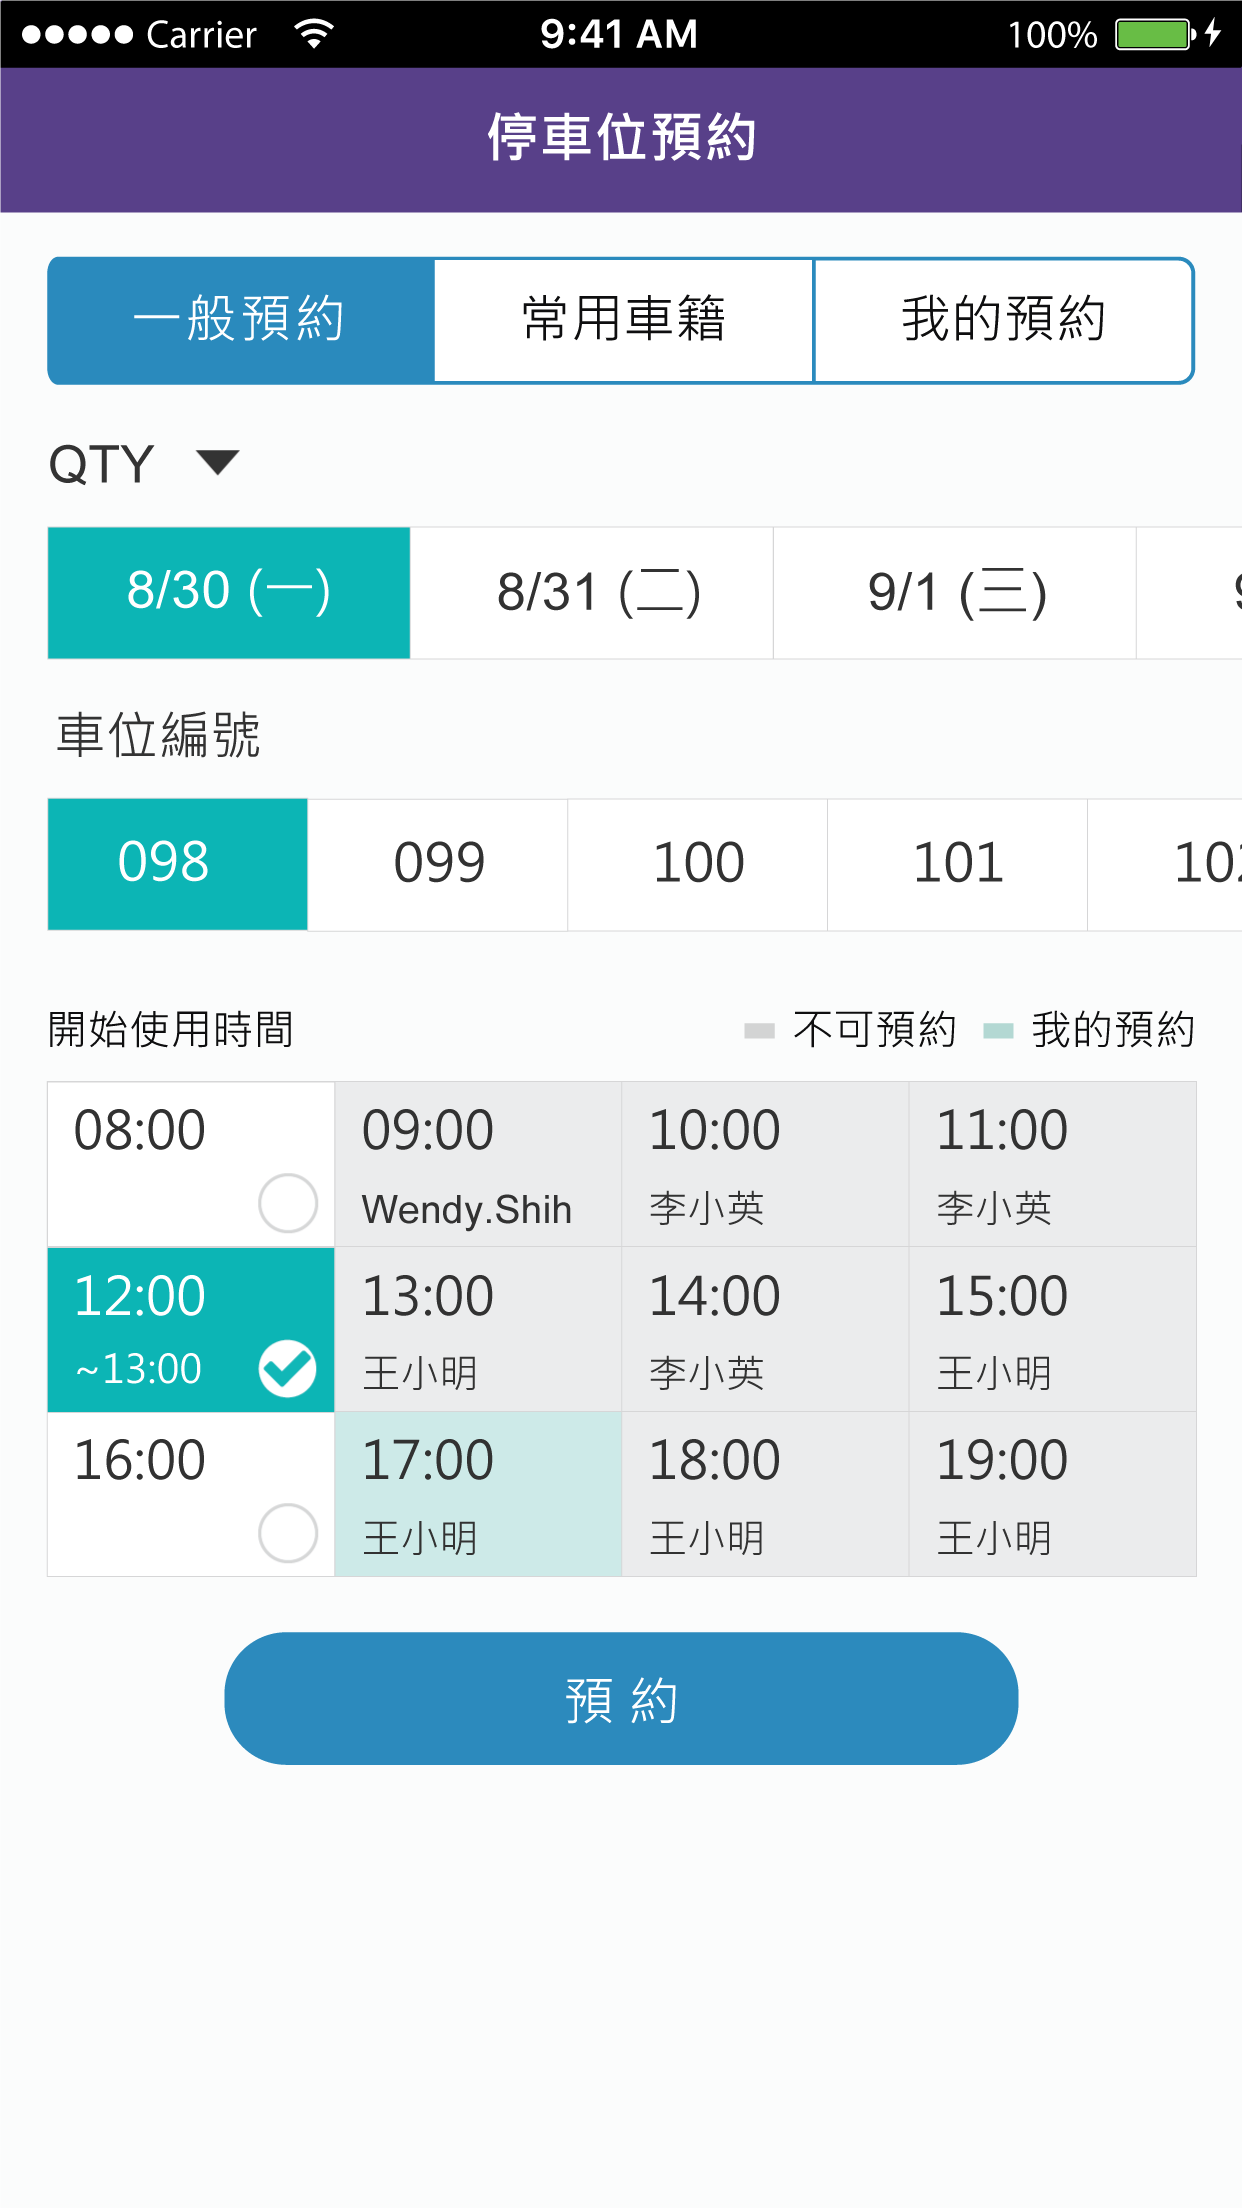 Carrier 9:41 AM 100%
停車位預約
一般預約 常用車籍 我的預約
QTY
8/30 (一) 8/31 (二) 9/1 (三)
車位編號
098 099 100 101
開始使用時間 不可預約 我的預約
08:00 09:00 10:00 11:00
Wendy.Shih 李小英 李小英
12:00 13:00 14:00 15:00
~13:00 王小明 李小英 王小明
16:00 17:00 18:00 19:00
王小明 王小明 王小明
預 約